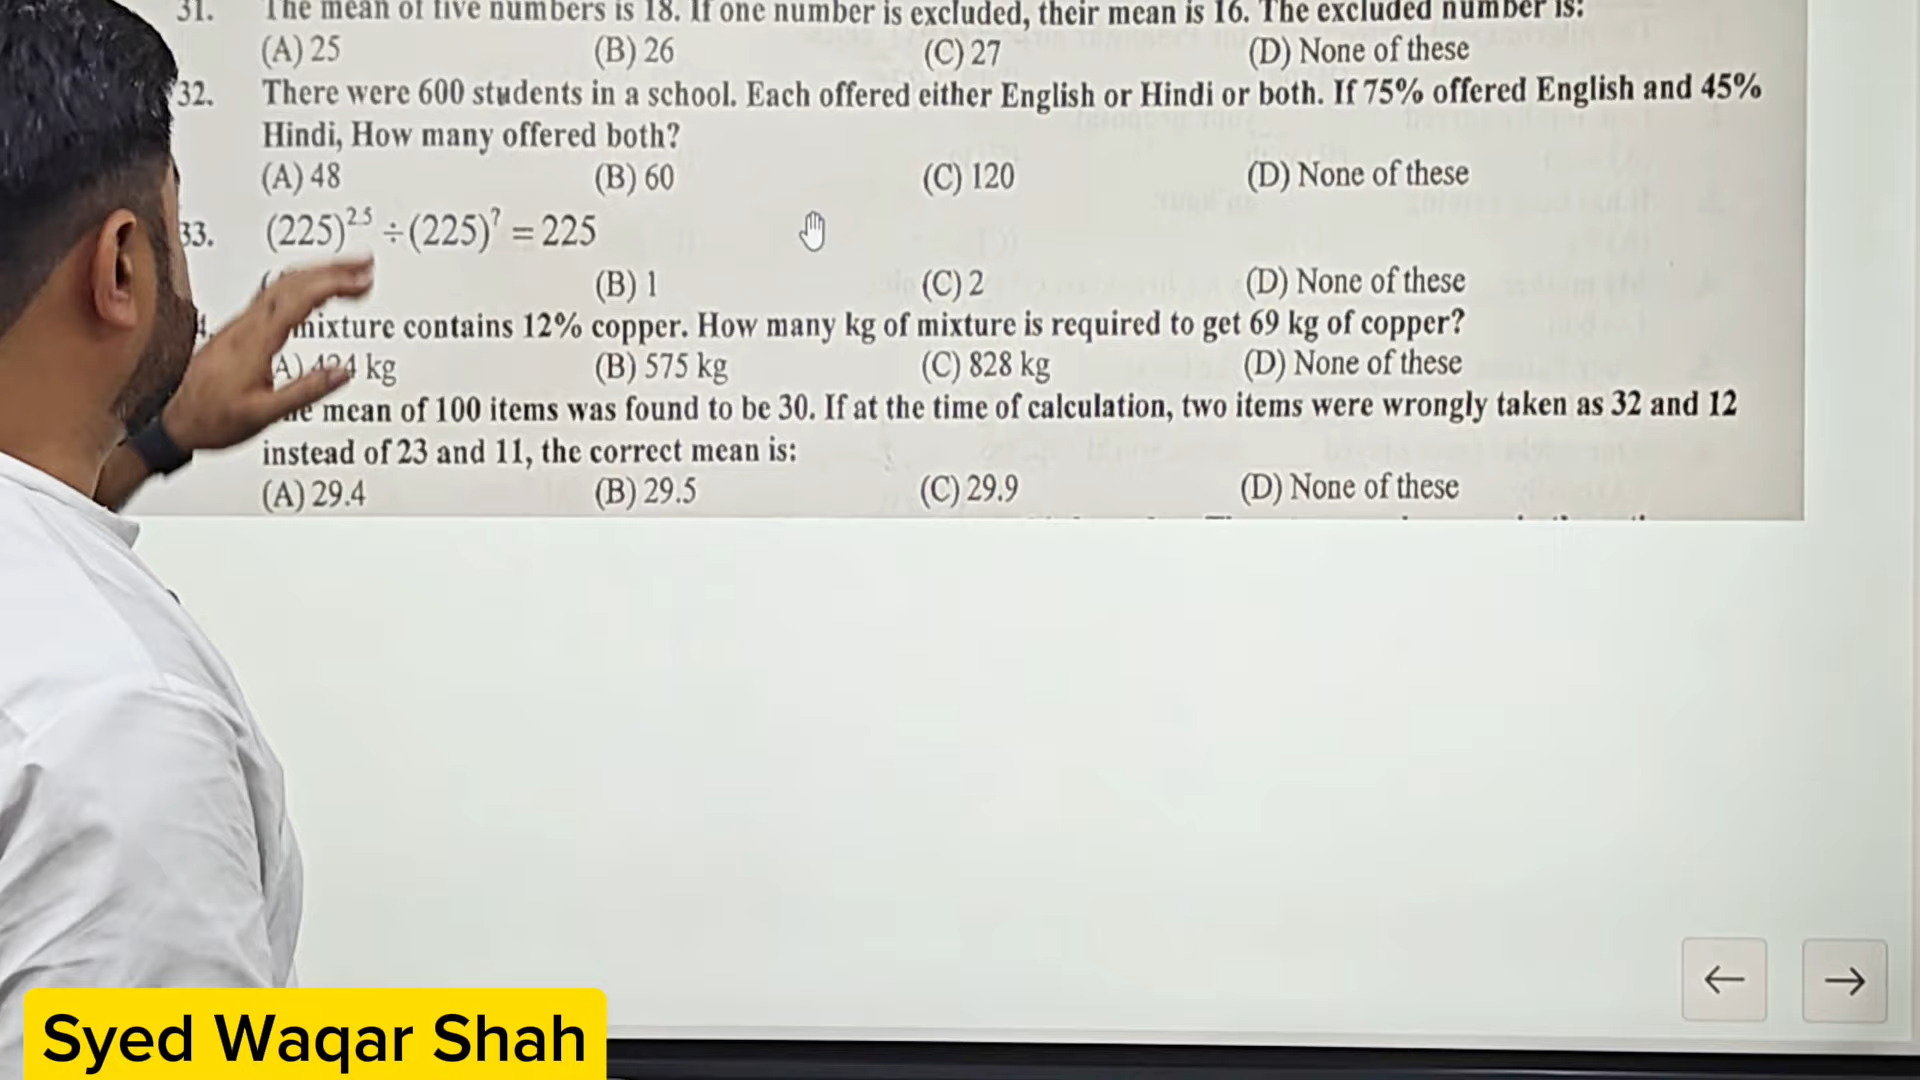 31. The mean of five numbers is 18. If one number is excluded, their mean is 16. The excluded number is:
(A) 25 (B) 26 (C) 27 (D) None of these
32. There were 600 students in a school. Each offered either English or Hindi or both. If 75% offered English and 45%
Hindi, How many offered both?
(A) 48 (B) 60 (C) 120 (D) None of these
33. (225)^2.5 ÷ (225)^? = 225
(B) 1 (C) 2 (D) None of these
mixture contains 12% copper. How many kg of mixture is required to get 69 kg of copper?
(A) 424 kg (B) 575 kg (C) 828 kg (D) None of these
mean of 100 items was found to be 30. If at the time of calculation, two items were wrongly taken as 32 and 12
instead of 23 and 11, the correct mean is:
(A) 29.4 (B) 29.5 (C) 29.9 (D) None of these
Syed Waqar Shah